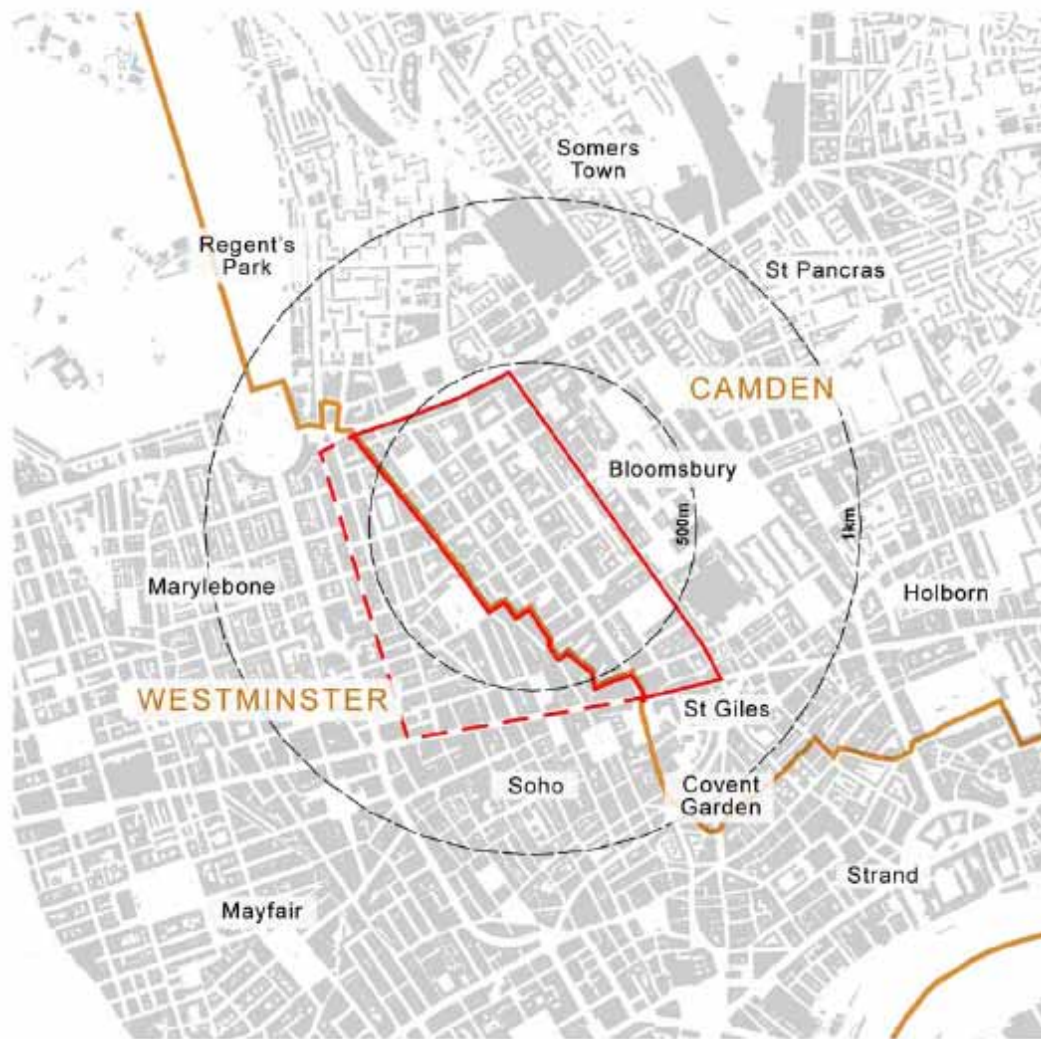 Somers
Town
Regent's
Park
St Pancras
CAMDEN
Bloomsbury
500m
1km
Marylebone
Holborn
WESTMINSTER
St Giles
Soho
Covent
Garden
Strand
Mayfair